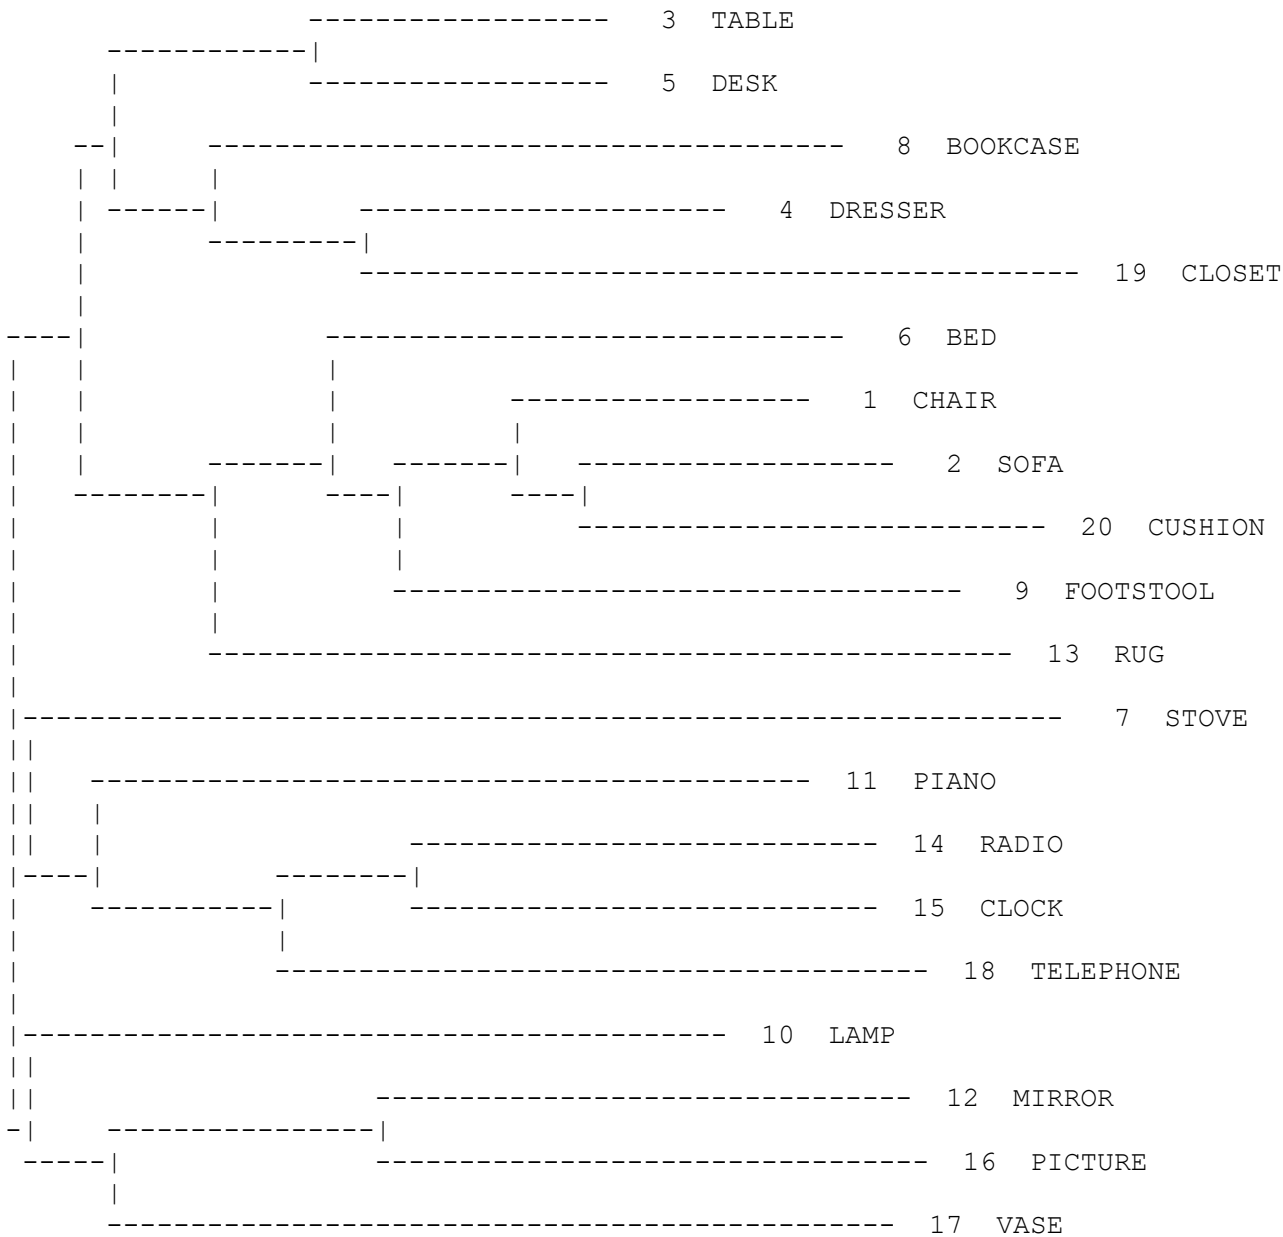 3 TABLE
5 DESK
8 BOOKCASE
4 DRESSER
19 CLOSET
6 BED
1 CHAIR
2 SOFA
20 CUSHION
9 FOOTSTOOL
13 RUG
7 STOVE
11 PIANO
14 RADIO
15 CLOCK
18 TELEPHONE
10 LAMP
12 MIRROR
16 PICTURE
17 VASE